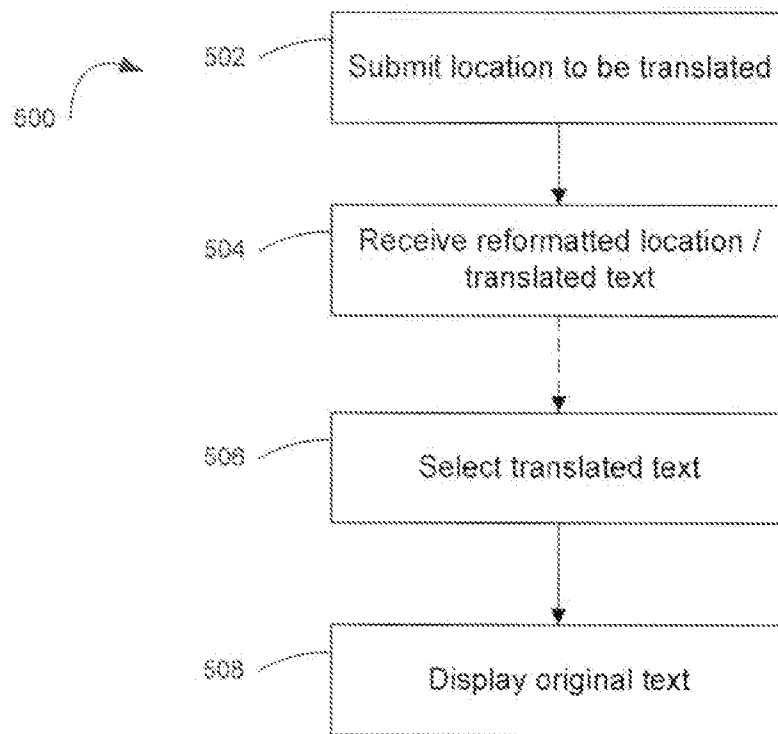 502
Submit location to be translated
500
504
Receive reformatted location /
translated text
506
Select translated text
508
Display original text